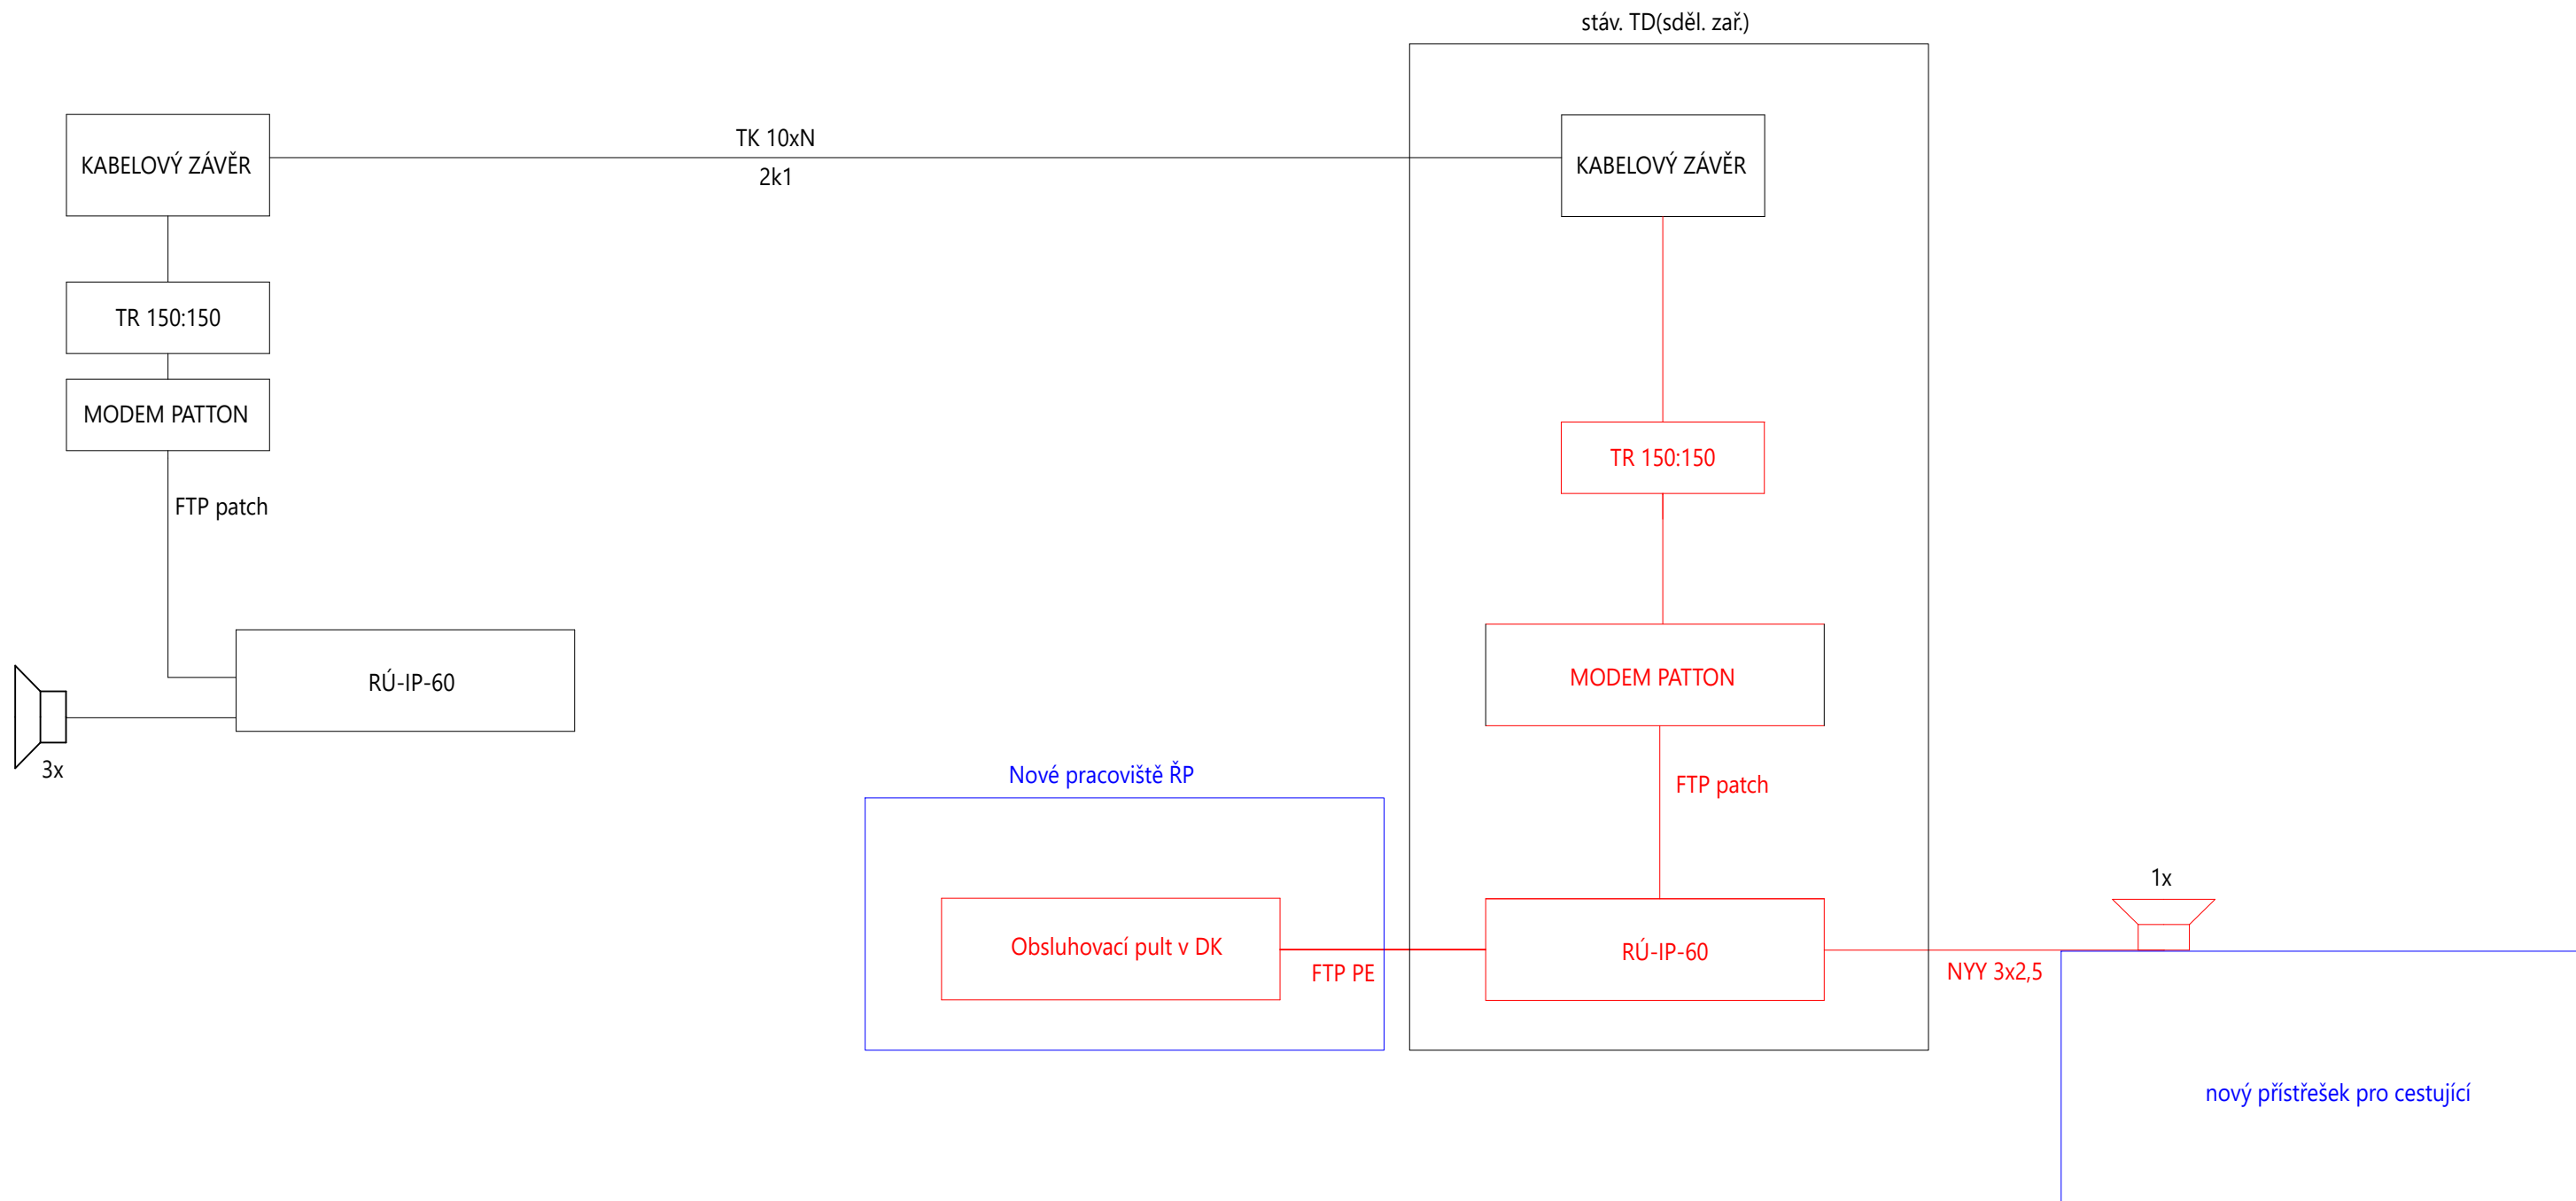 stáv. TD(sděl. zař.)
KABELOVÝ ZÁVĚR
TK 10xN
2k1
KABELOVÝ ZÁVĚR
TR 150:150
MODEM PATTON
FTP patch
RÚ-IP-60
3x
TR 150:150
MODEM PATTON
FTP patch
Nové pracoviště ŘP
Obsluhovací pult v DK
FTP PE
RÚ-IP-60
NYY 3x2,5
1x
nový přístřešek pro cestující